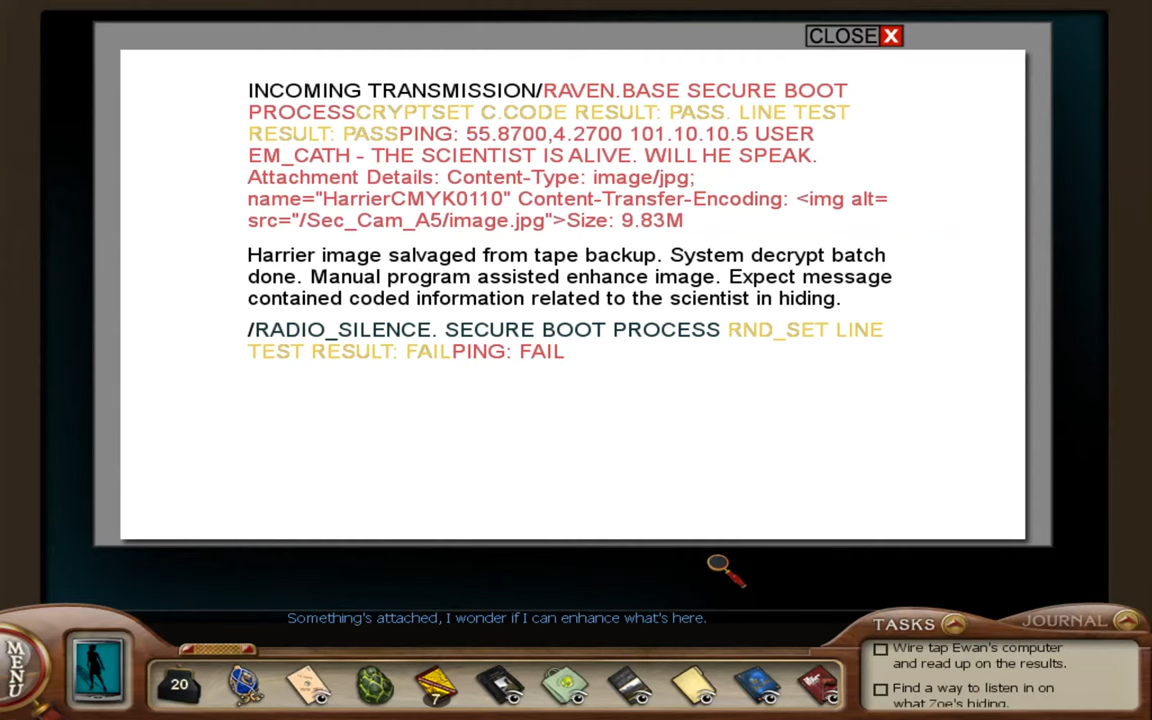 CLOSE X
INCOMING TRANSMISSION/RAVEN.BASE SECURE BOOT
PROCESSCRYPTSET C.CODE RESULT: PASS. LINE TEST
RESULT: PASSPING: 55.8700,4.2700 101.10.10.5 USER
EM_CATH - THE SCIENTIST IS ALIVE. WILL HE SPEAK.
Attachment Details: Content-Type: image/jpg;
name="HarrierCMYK0110" Content-Transfer-Encoding: <img alt=
src="/Sec_Cam_A5/image.jpg">Size: 9.83M
Harrier image salvaged from tape backup. System decrypt batch
done. Manual program assisted enhance image. Expect message
contained coded information related to the scientist in hiding.
/RADIO_SILENCE. SECURE BOOT PROCESS RND_SET LINE
TEST RESULT: FAILPING: FAIL
Something's attached, I wonder if I can enhance what's here.
TASKS
JOURNAL
Wire tap Ewan's computer
and read up on the results.
Find a way to listen in on
what Zoe's hiding.
MENU
20
7